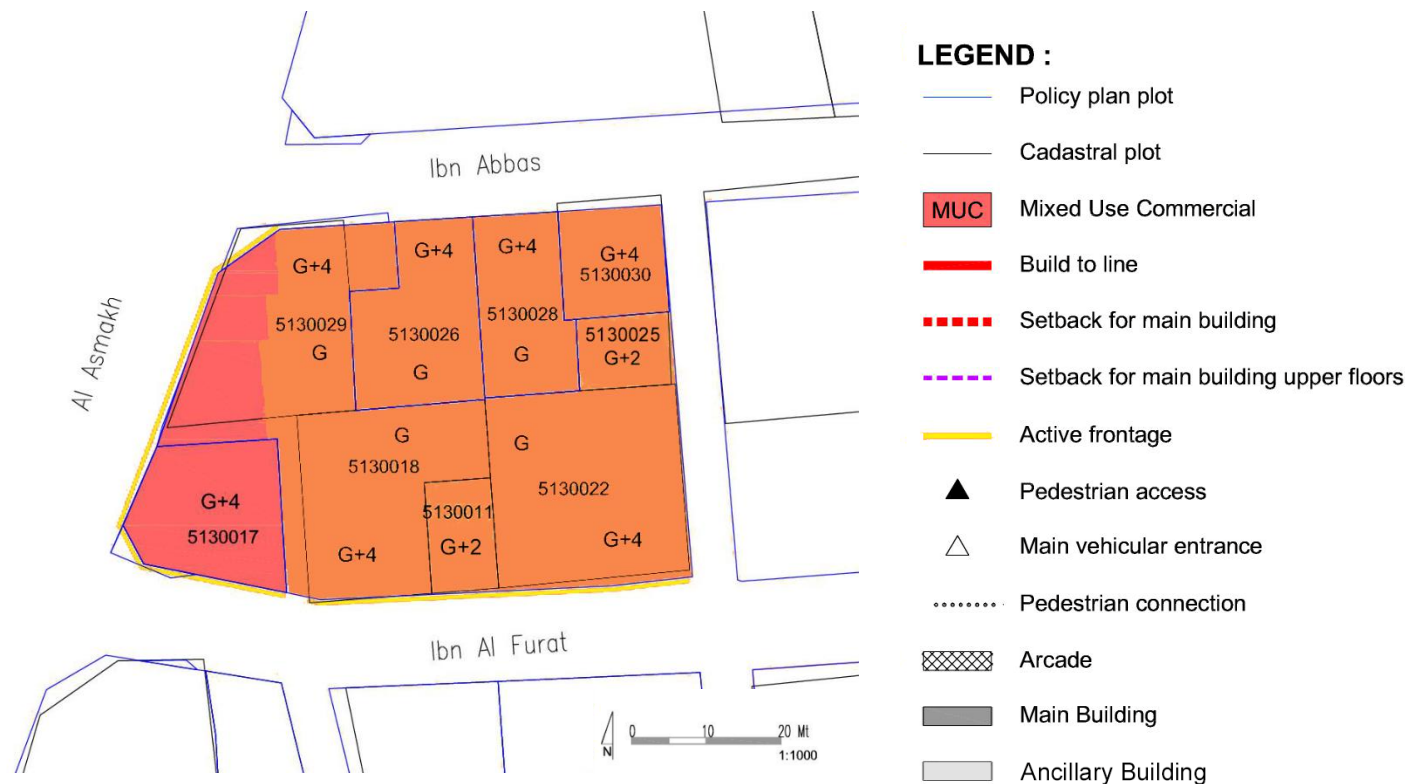 Ibn Abbas
Al Asmakh
G+4
G+4
G+4
G+4
5130030
5130029
5130026
5130028
5130025
G
G
G
G+2
G
G
5130018
5130022
G+4
5130017
5130011
G+4
G+2
G+4
Ibn Al Furat
N
0 10 20 Mt
1:1000
LEGEND :
Policy plan plot
Cadastral plot
MUC Mixed Use Commercial
Build to line
Setback for main building
Setback for main building upper floors
Active frontage
Pedestrian access
Main vehicular entrance
Pedestrian connection
Arcade
Main Building
Ancillary Building